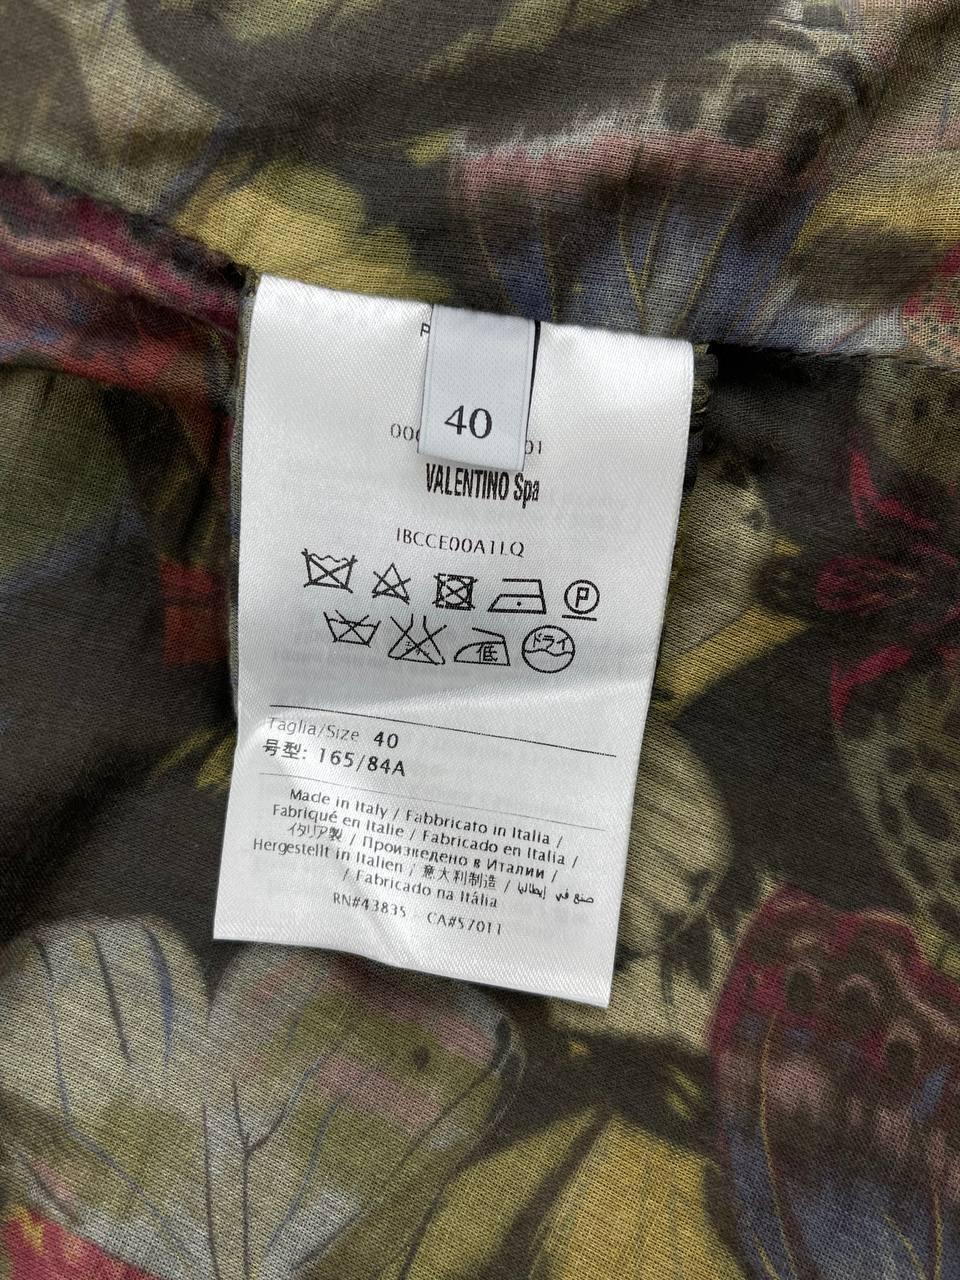 40
VALENTINO Spa
IBCCE00A1LQ
P
ドライ
低
Taglia/Size 40
号型: 165/84A
Made in Italy / Fabbricato in Italia /
Fabriqué en Italie / Fabricado en Italia /
イタリア製 / Произведено в Италии /
Hergestellt in Italien / 意大利制造 / صنع في إيطاليا
/ Fabricado na Itália
RN#43835 CA#57011